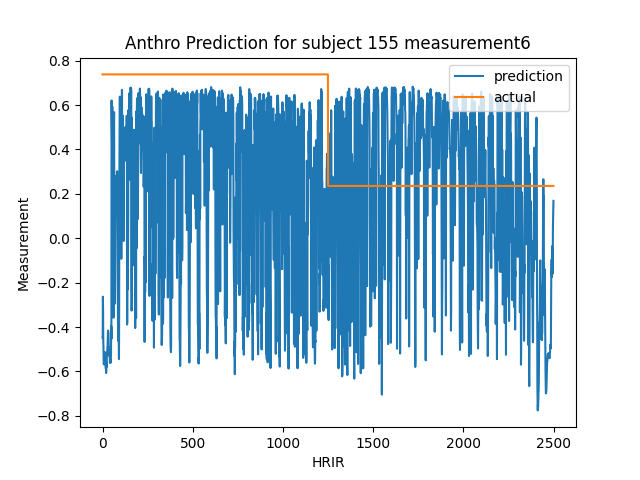 Anthro Prediction for subject 155 measurement6
prediction
actual
0.8
0.6
0.4
0.2
0.0
−0.2
−0.4
−0.6
−0.8
Measurement
0 500 1000 1500 2000 2500
HRIR